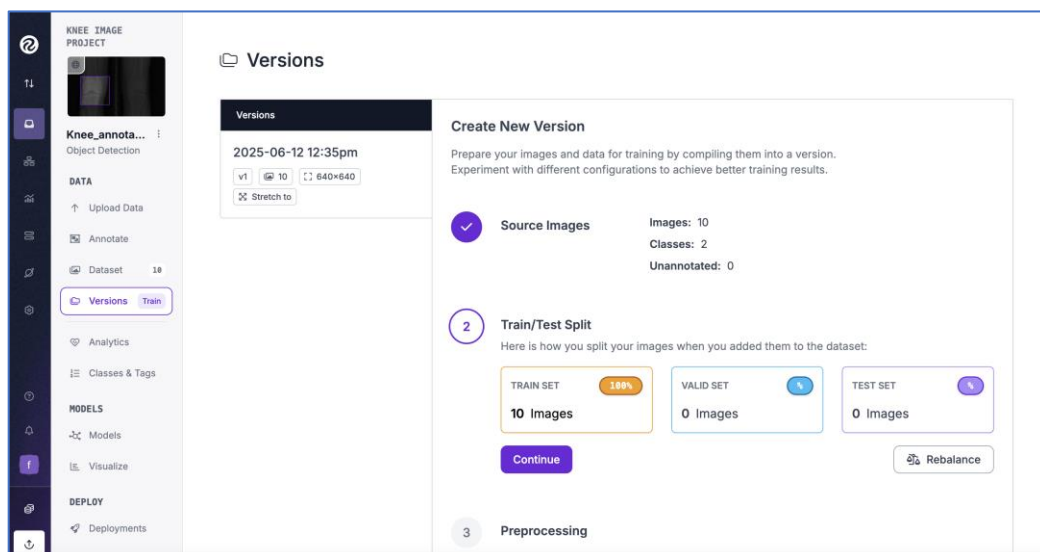 KNEE IMAGE
PROJECT
Knee_annota...
Object Detection
DATA
Upload Data
Annotate
Dataset 10
Versions Train
Analytics
Classes & Tags
MODELS
Models
Visualize
DEPLOY
Deployments
f
Versions
Versions
2025-06-12 12:35pm
v1 10 640×640
Stretch to
Create New Version
Prepare your images and data for training by compiling them into a version.
Experiment with different configurations to achieve better training results.
Source Images
Images: 10
Classes: 2
Unannotated: 0
2 Train/Test Split
Here is how you split your images when you added them to the dataset:
TRAIN SET 100%
10 Images
VALID SET %
0 Images
TEST SET %
0 Images
Continue
Rebalance
3 Preprocessing